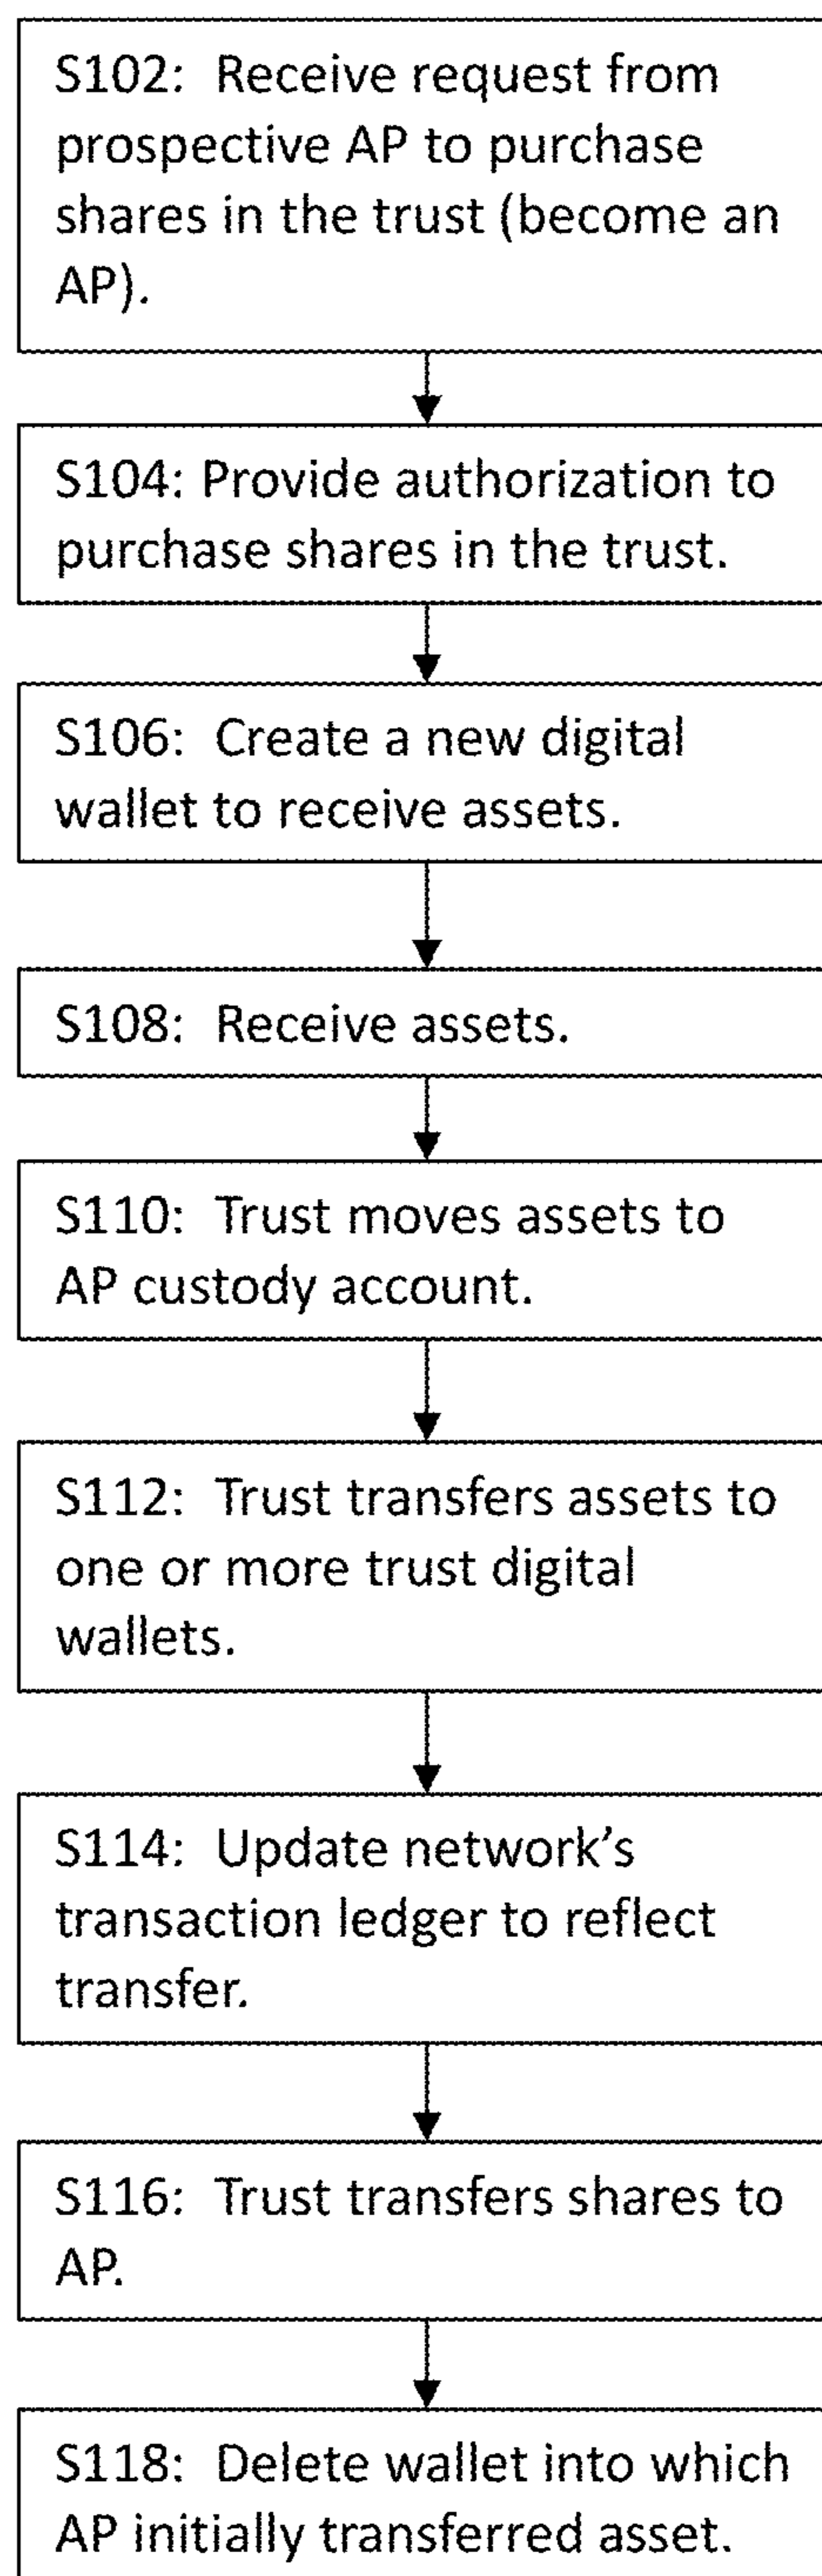 S102: Receive request from
prospective AP to purchase
shares in the trust (become an
AP).
S104: Provide authorization to
purchase shares in the trust.
S106: Create a new digital
wallet to receive assets.
S108: Receive assets.
S110: Trust moves assets to
AP custody account.
S112: Trust transfers assets to
one or more trust digital
wallets.
S114: Update network’s
transaction ledger to reflect
transfer.
S116: Trust transfers shares to
AP.
S118: Delete wallet into which
AP initially transferred asset.